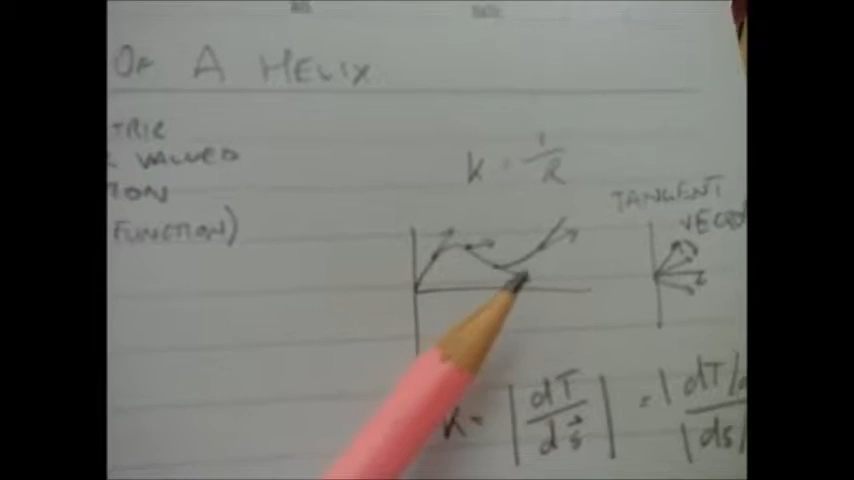 OF A HELIX
TRIC
VALUED
TION
FUNCTION)
K = 1/R
TANGENT
VECTO
K = |dT/ds| = |dT/
|ds|